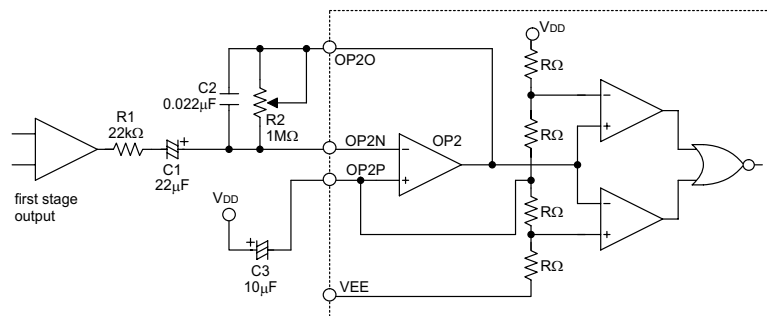 VDD
OP2O
RΩ
C2
0.022µF
R2
1MΩ
R1
22kΩ
RΩ
OP2N
OP2
C1
22µF
OP2P
first stage
output
VDD
RΩ
C3
10µF
VEE
RΩ
− + − + − +
+ + +